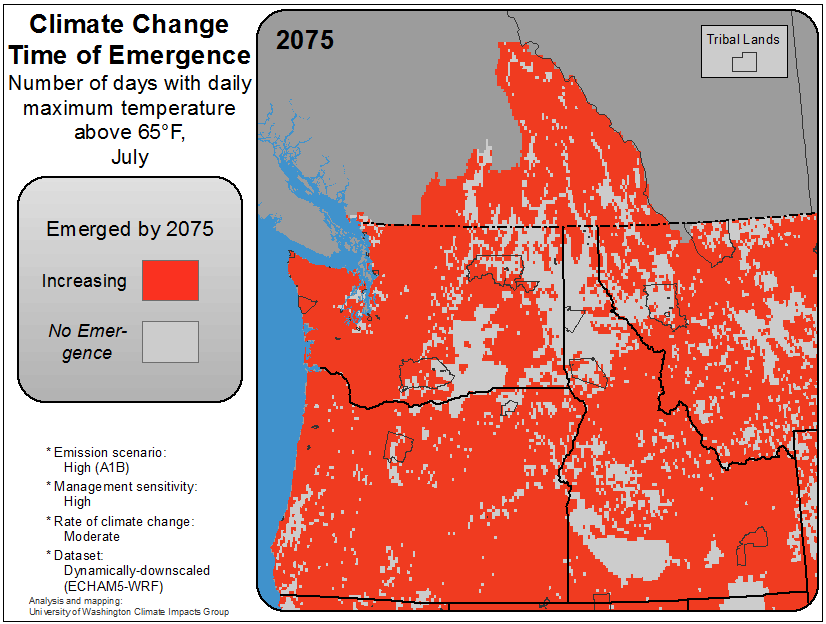 Climate Change
Time of Emergence
Number of days with daily
maximum temperature
above 65°F,
July
Emerged by 2075
Increasing
No Emer-
gence
* Emission scenario:
High (A1B)
* Management sensitivity:
High
* Rate of climate change:
Moderate
* Dataset:
Dynamically-downscaled
(ECHAM5-WRF)
Analysis and mapping:
University of Washington Climate Impacts Group
2075
Tribal Lands